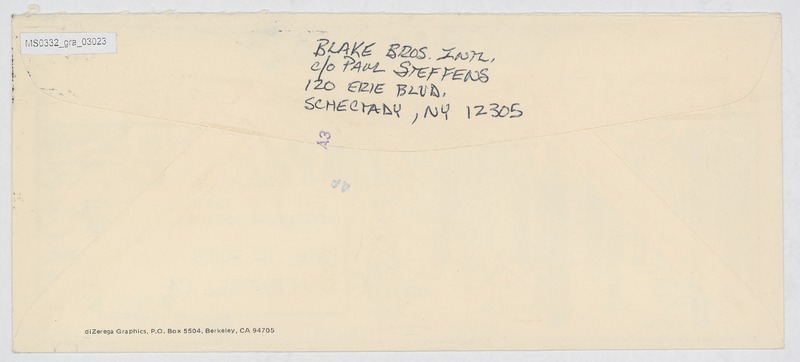 MS0332_gra_03023
BLAKE BROS. INTL.
C/O PAUL STEFFENS
120 ERIE BLVD.
SCHECTADY, NY 12305
A3
diZerega Graphics, P.O. Box 5504, Berkeley, CA 94705